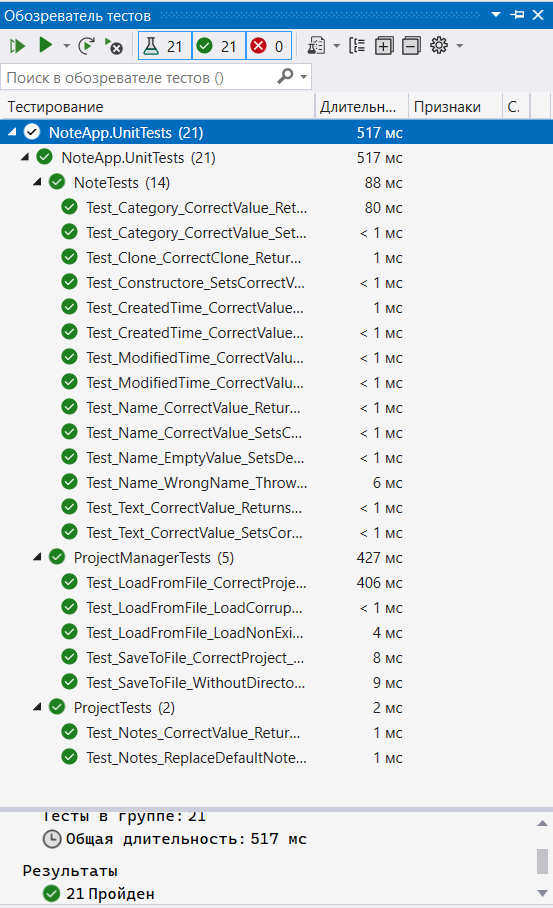 Обозреватель тестов
21 21 0
Поиск в обозревателе тестов ()
Тестирование Длительн... Признаки С.
NoteApp.UnitTests (21) 517 мс
NoteApp.UnitTests (21) 517 мс
NoteTests (14) 88 мс
Test_Category_CorrectValue_Ret... 80 мс
Test_Category_CorrectValue_Set... < 1 мс
Test_Clone_CorrectClone_Retur... 1 мс
Test_Constructore_SetsCorrectV... < 1 мс
Test_CreatedTime_CorrectValue... 1 мс
Test_CreatedTime_CorrectValue... < 1 мс
Test_ModifiedTime_CorrectValu... < 1 мс
Test_ModifiedTime_CorrectValu... < 1 мс
Test_Name_CorrectValue_Retur... < 1 мс
Test_Name_CorrectValue_SetsC... < 1 мс
Test_Name_EmptyValue_SetsDe... < 1 мс
Test_Name_WrongName_Throw... 6 мс
Test_Text_CorrectValue_Returns... < 1 мс
Test_Text_CorrectValue_SetsCor... < 1 мс
ProjectManagerTests (5) 427 мс
Test_LoadFromFile_CorrectProje... 406 мс
Test_LoadFromFile_LoadCorrup... < 1 мс
Test_LoadFromFile_LoadNonExi... 4 мс
Test_SaveToFile_CorrectProject_... 8 мс
Test_SaveToFile_WithoutDirecto... 9 мс
ProjectTests (2) 2 мс
Test_Notes_CorrectValue_Retur... 1 мс
Test_Notes_ReplaceDefaultNote... 1 мс
Тесты в группе: 21
Общая длительность: 517 мс
Результаты
21 Пройден